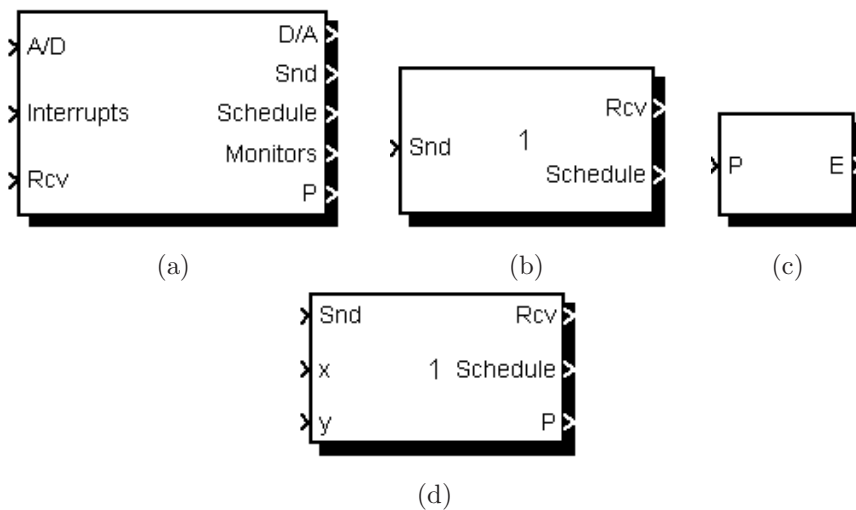 A/D D/A
Snd
Interrupts Schedule
Monitors
Rcv P
(a)
Snd 1 Rcv
Schedule
(b)
P E
(c)
Snd Rcv
x 1 Schedule
y P
(d)